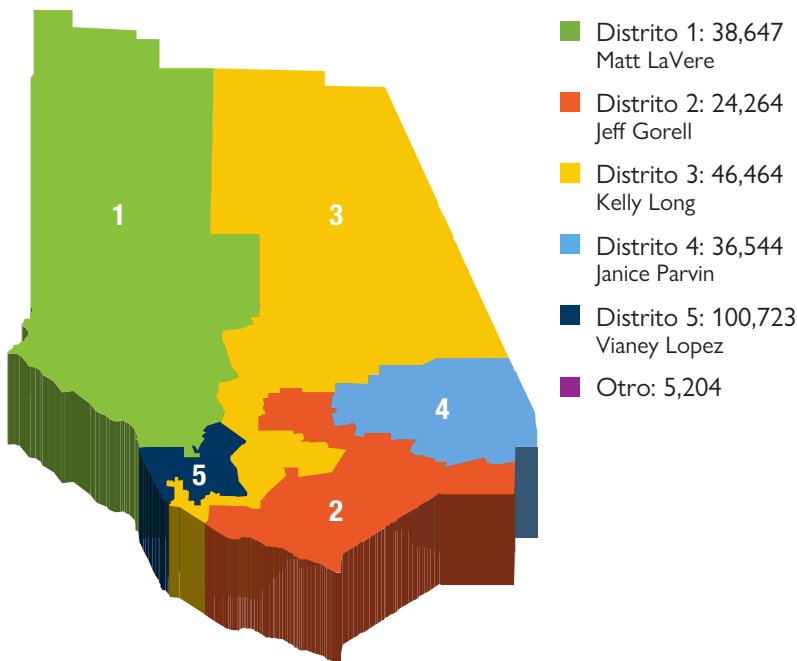 1
3
4
5
2
Distrito 1: 38,647
Matt LaVere
Distrito 2: 24,264
Jeff Gorell
Distrito 3: 46,464
Kelly Long
Distrito 4: 36,544
Janice Parvin
Distrito 5: 100,723
Vianey Lopez
Otro: 5,204